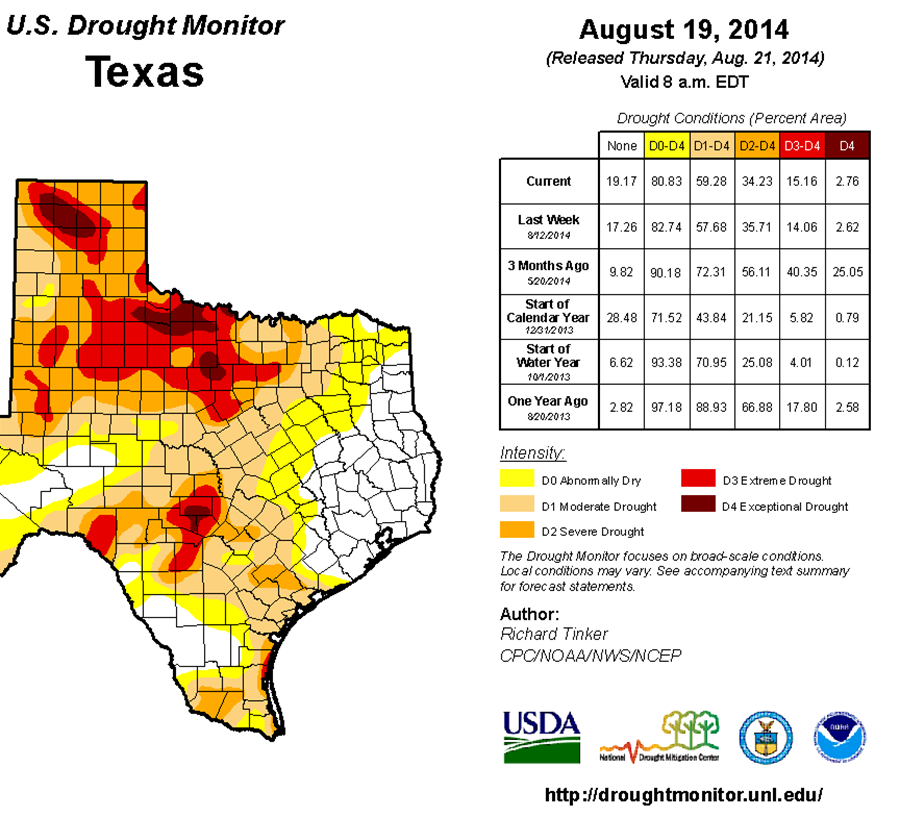 U.S. Drought Monitor
Texas
August 19, 2014
(Released Thursday, Aug. 21, 2014)
Valid 8 a.m. EDT
Drought Conditions (Percent Area)
None D0-D4 D1-D4 D2-D4 D3-D4 D4
Current 19.17 80.83 59.28 34.23 15.16 2.76
Last Week
8/12/2014
17.26 82.74 57.68 35.71 14.06 2.62
3 Months Ago
5/20/2014
9.82 90.18 72.31 56.11 40.35 25.05
Start of
Calendar Year
12/31/2013
28.48 71.52 43.84 21.15 5.82 0.79
Start of
Water Year
10/1/2013
6.62 93.38 70.95 25.08 4.01 0.12
One Year Ago
8/20/2013
2.82 97.18 88.93 66.88 17.80 2.58
Intensity:
D0 Abnormally Dry
D1 Moderate Drought
D2 Severe Drought
D3 Extreme Drought
D4 Exceptional Drought
The Drought Monitor focuses on broad-scale conditions.
Local conditions may vary. See accompanying text summary
for forecast statements.
Author:
Richard Tinker
CPC/NOAA/NWS/NCEP
USDA
National Drought Mitigation Center
noaa
http://droughtmonitor.unl.edu/